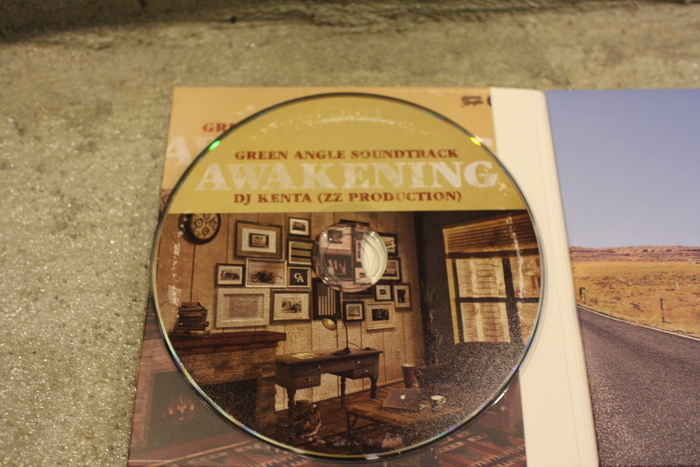 GREEN ANGLE SOUNDTRACK
AWAKENING
DJ KENTA (ZZ PRODUCTION)